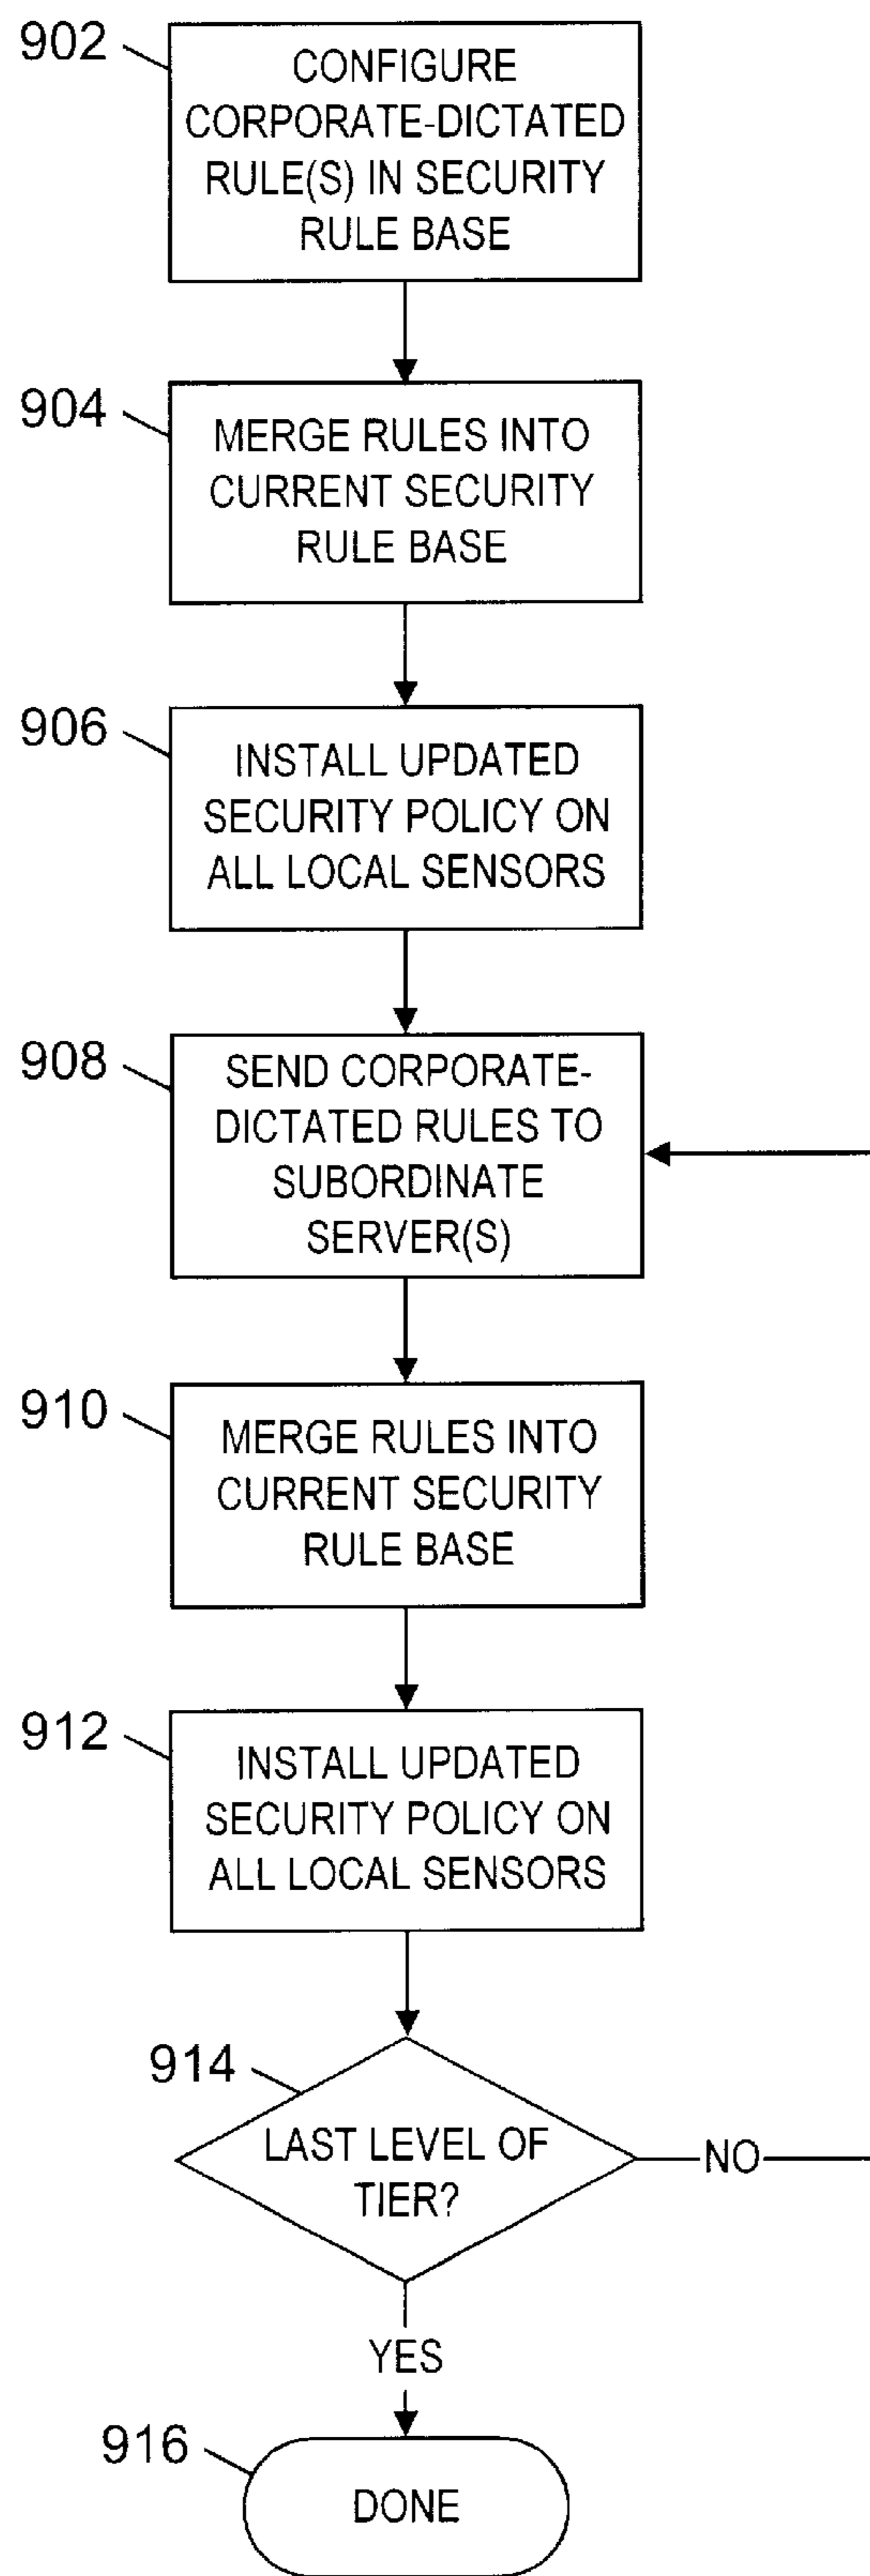 902
CONFIGURE
CORPORATE-DICTATED
RULE(S) IN SECURITY
RULE BASE
904
MERGE RULES INTO
CURRENT SECURITY
RULE BASE
906
INSTALL UPDATED
SECURITY POLICY ON
ALL LOCAL SENSORS
908
SEND CORPORATE-
DICTATED RULES TO
SUBORDINATE
SERVER(S)
910
MERGE RULES INTO
CURRENT SECURITY
RULE BASE
912
INSTALL UPDATED
SECURITY POLICY ON
ALL LOCAL SENSORS
914
LAST LEVEL OF
TIER?
NO
YES
916
DONE